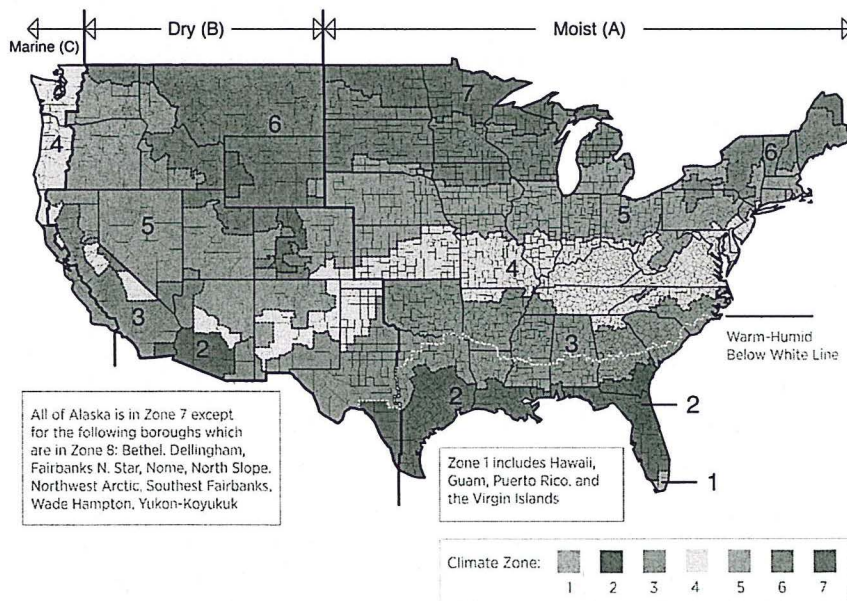 Marine (C)
Dry (B)
Moist (A)
7
6
6
4
5
5
4
3
3
2
2
Warm-Humid
Below White Line
2
1
All of Alaska is in Zone 7 except
for the following boroughs which
are in Zone 8: Bethel, Dellingham,
Fairbanks N. Star, Nome, North Slope,
Northwest Arctic, Southest Fairbanks,
Wade Hampton, Yukon-Koyukuk
Zone 1 includes Hawaii,
Guam, Puerto Rico, and
the Virgin Islands
Climate Zone:
1 2 3 4 5 6 7